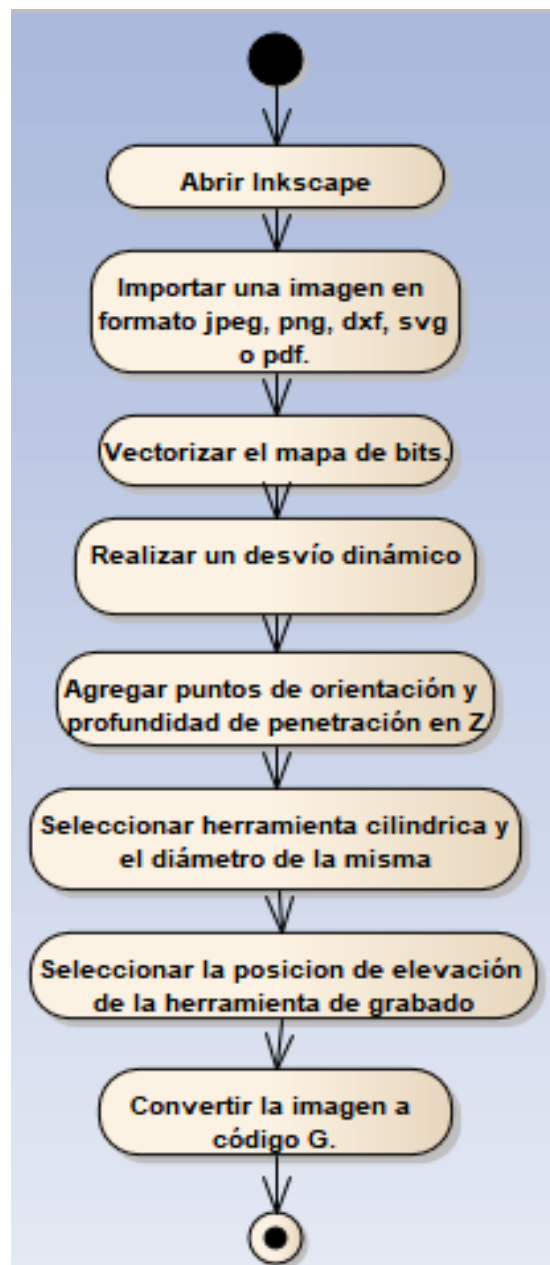 Abrir Inkscape
Importar una imagen en
formato jpeg, png, dxf, svg
o pdf.
Vectorizar el mapa de bits.
Realizar un desvío dinámico
Agregar puntos de orientación y
profundidad de penetración en Z
Seleccionar herramienta cilindrica y
el diámetro de la misma
Seleccionar la posicion de elevación
de la herramienta de grabado
Convertir la imagen a
código G.